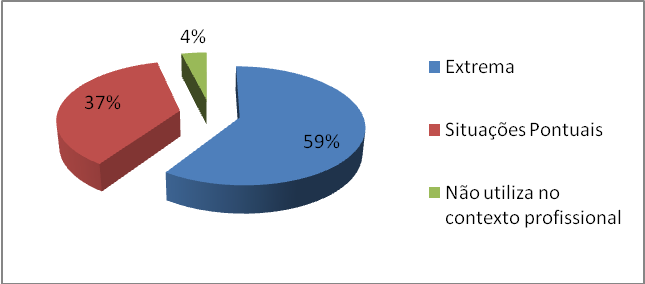 4%
37%
59%
Extrema
Situações Pontuais
Não utiliza no
contexto profissional